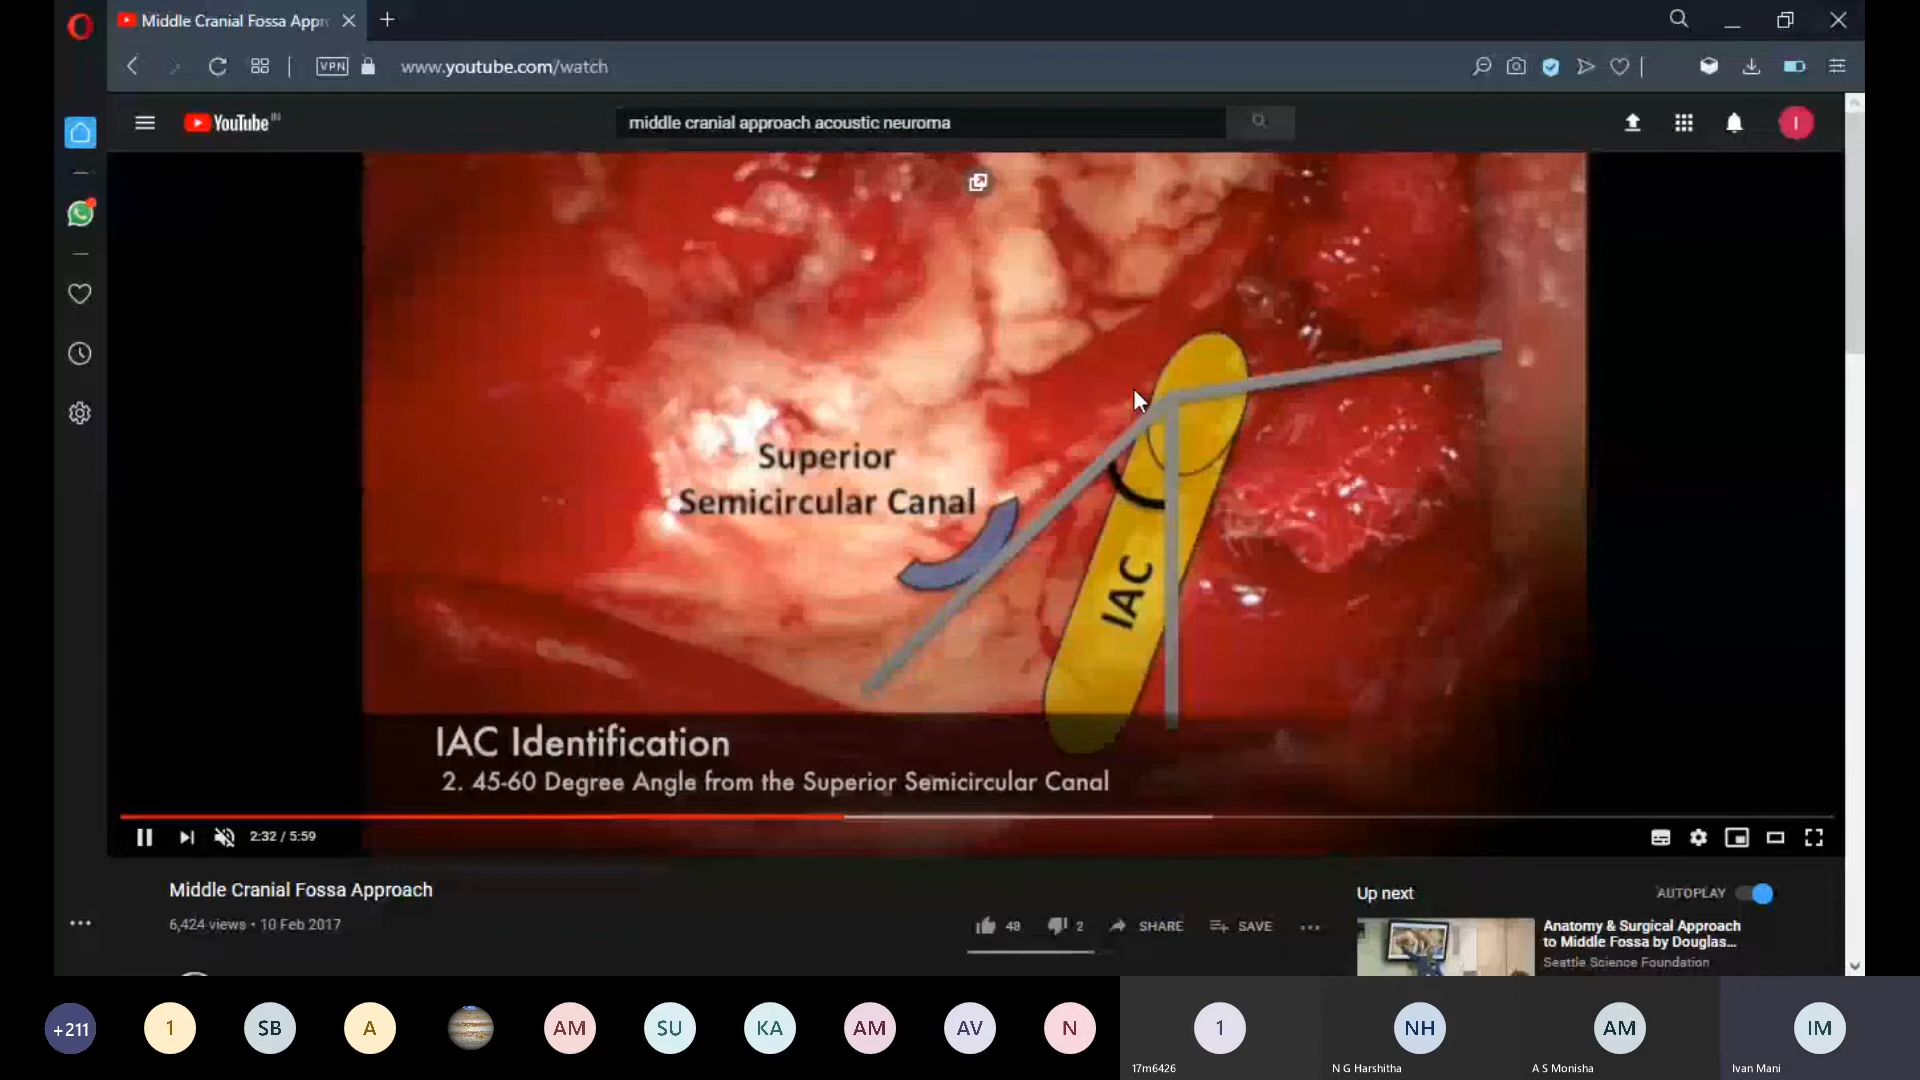 Middle Cranial Fossa Appr
VPN
www.youtube.com/watch
YouTube IN
middle cranial approach acoustic neuroma
I
Superior
Semicircular Canal
IAC
IAC Identification
2. 45-60 Degree Angle from the Superior Semicircular Canal
2:32 / 5:59
Middle Cranial Fossa Approach
6,424 views • 10 Feb 2017
48
2
SHARE
SAVE
Up next
AUTOPLAY
Anatomy & Surgical Approach
to Middle Fossa by Douglas...
Seattle Science Foundation
+211
1
SB
A
AM
SU
KA
AM
AV
N
1
17m6426
NH
N G Harshitha
AM
A S Monisha
IM
Ivan Mani